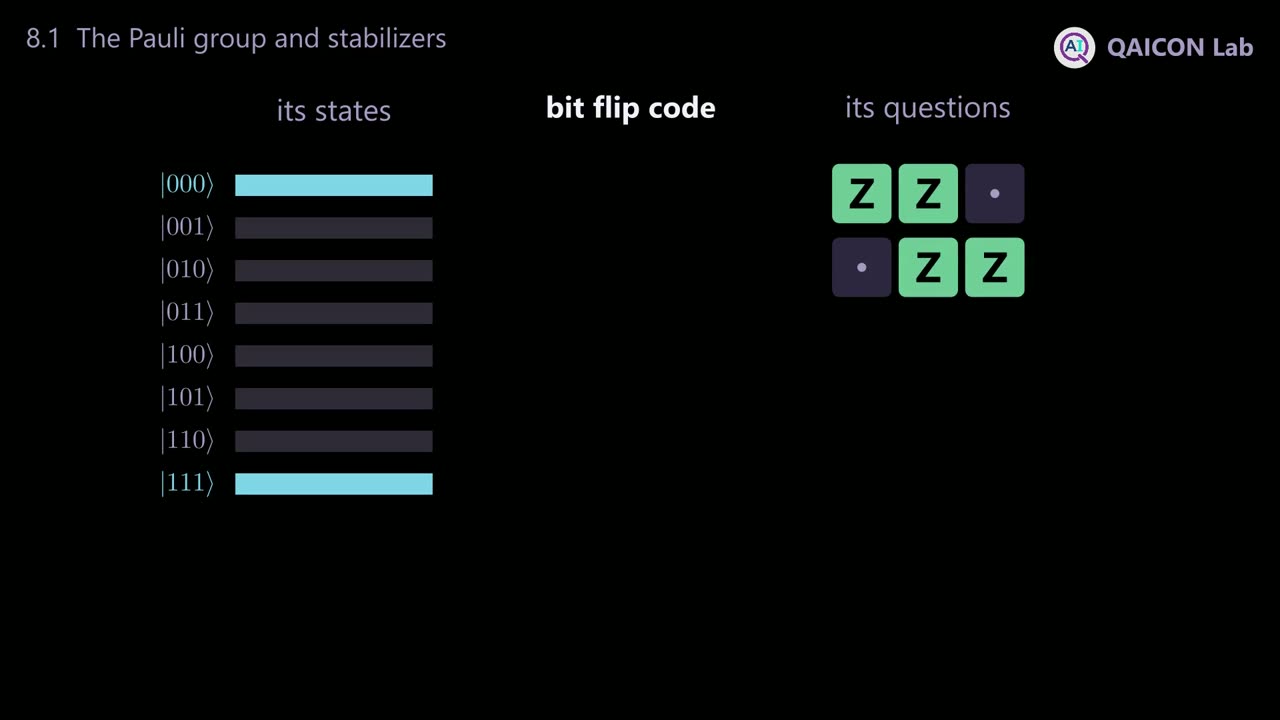 8.1 The Pauli group and stabilizers
QAICON Lab
its states
bit flip code
its questions
|000⟩
|001⟩
|010⟩
|011⟩
|100⟩
|101⟩
|110⟩
|111⟩
Z Z ·
· Z Z